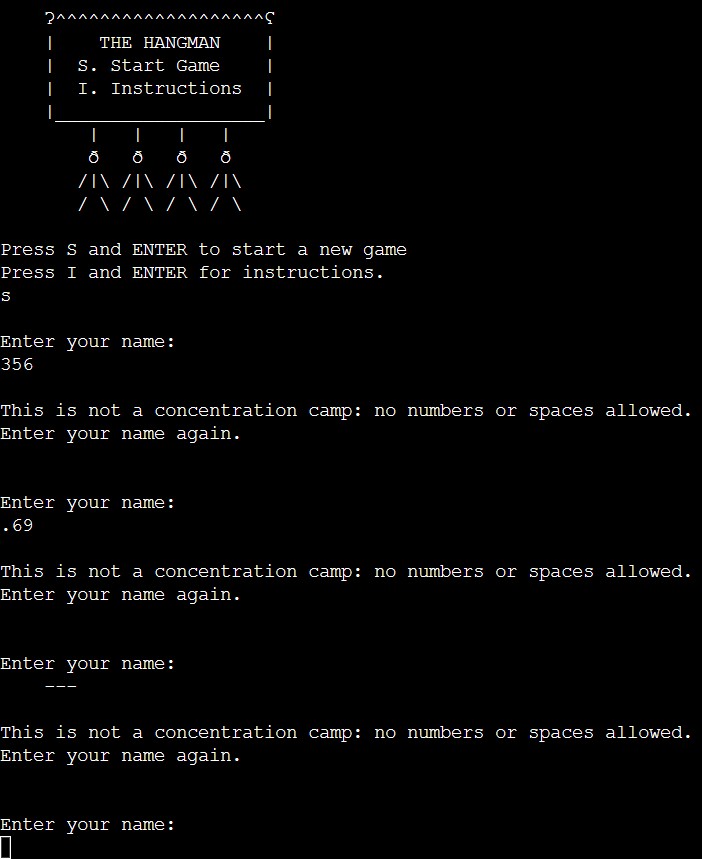 ʔ^^^^^^^^^^^^^^^^^^^ʕ
|    THE HANGMAN    |
|  S. Start Game    |
|  I. Instructions  |
|___________________|
|   |   |   |
ð   ð   ð   ð
/|\ /|\ /|\ /|\
/ \ / \ / \ / \
Press S and ENTER to start a new game
Press I and ENTER for instructions.
s
Enter your name:
356
This is not a concentration camp: no numbers or spaces allowed.
Enter your name again.
Enter your name:
.69
This is not a concentration camp: no numbers or spaces allowed.
Enter your name again.
Enter your name:
---
This is not a concentration camp: no numbers or spaces allowed.
Enter your name again.
Enter your name: